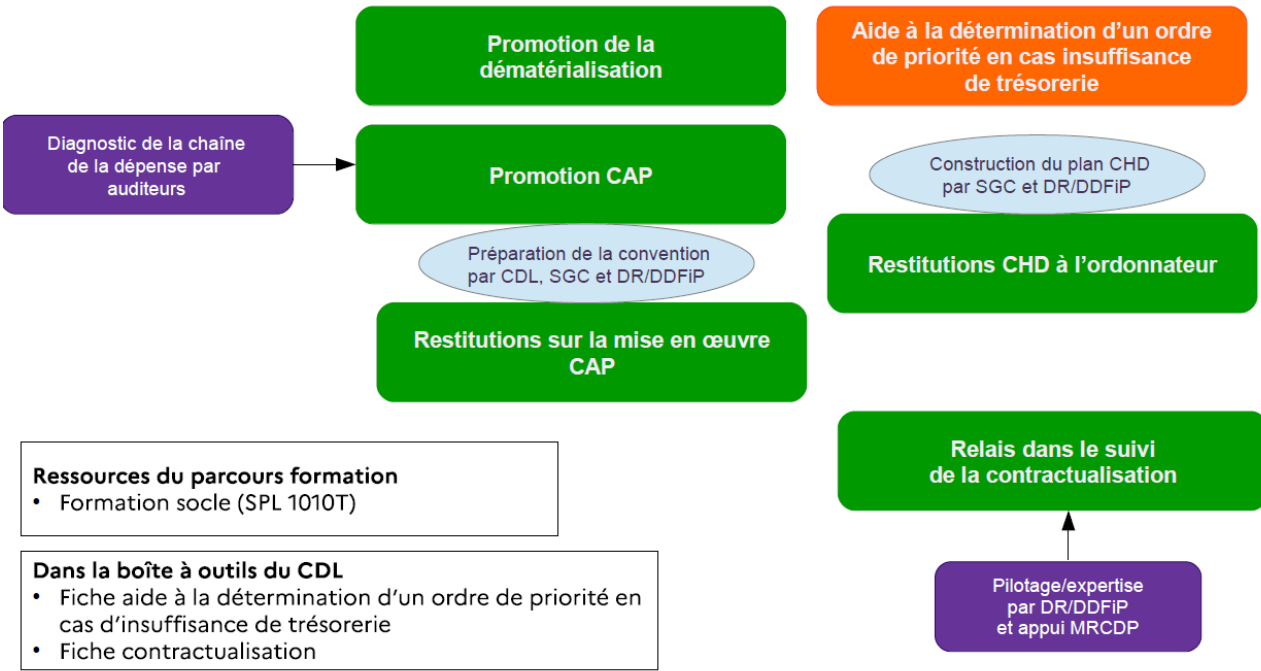 Promotion de la
dématérialisation
Aide à la détermination d'un ordre
de priorité en cas insuffisance
de trésorerie
Diagnostic de la chaîne
de la dépense par
auditeurs
Promotion CAP
Construction du plan CHD
par SGC et DR/DDFiP
Préparation de la convention
par CDL, SGC et DR/DDFiP
Restitutions CHD à l'ordonnateur
Restitutions sur la mise en œuvre
CAP
Relais dans le suivi
de la contractualisation
Ressources du parcours formation
• Formation socle (SPL 1010T)
Dans la boîte à outils du CDL
• Fiche aide à la détermination d'un ordre de priorité en
cas d'insuffisance de trésorerie
• Fiche contractualisation
Pilotage/expertise
par DR/DDFiP
et appui MRCDP